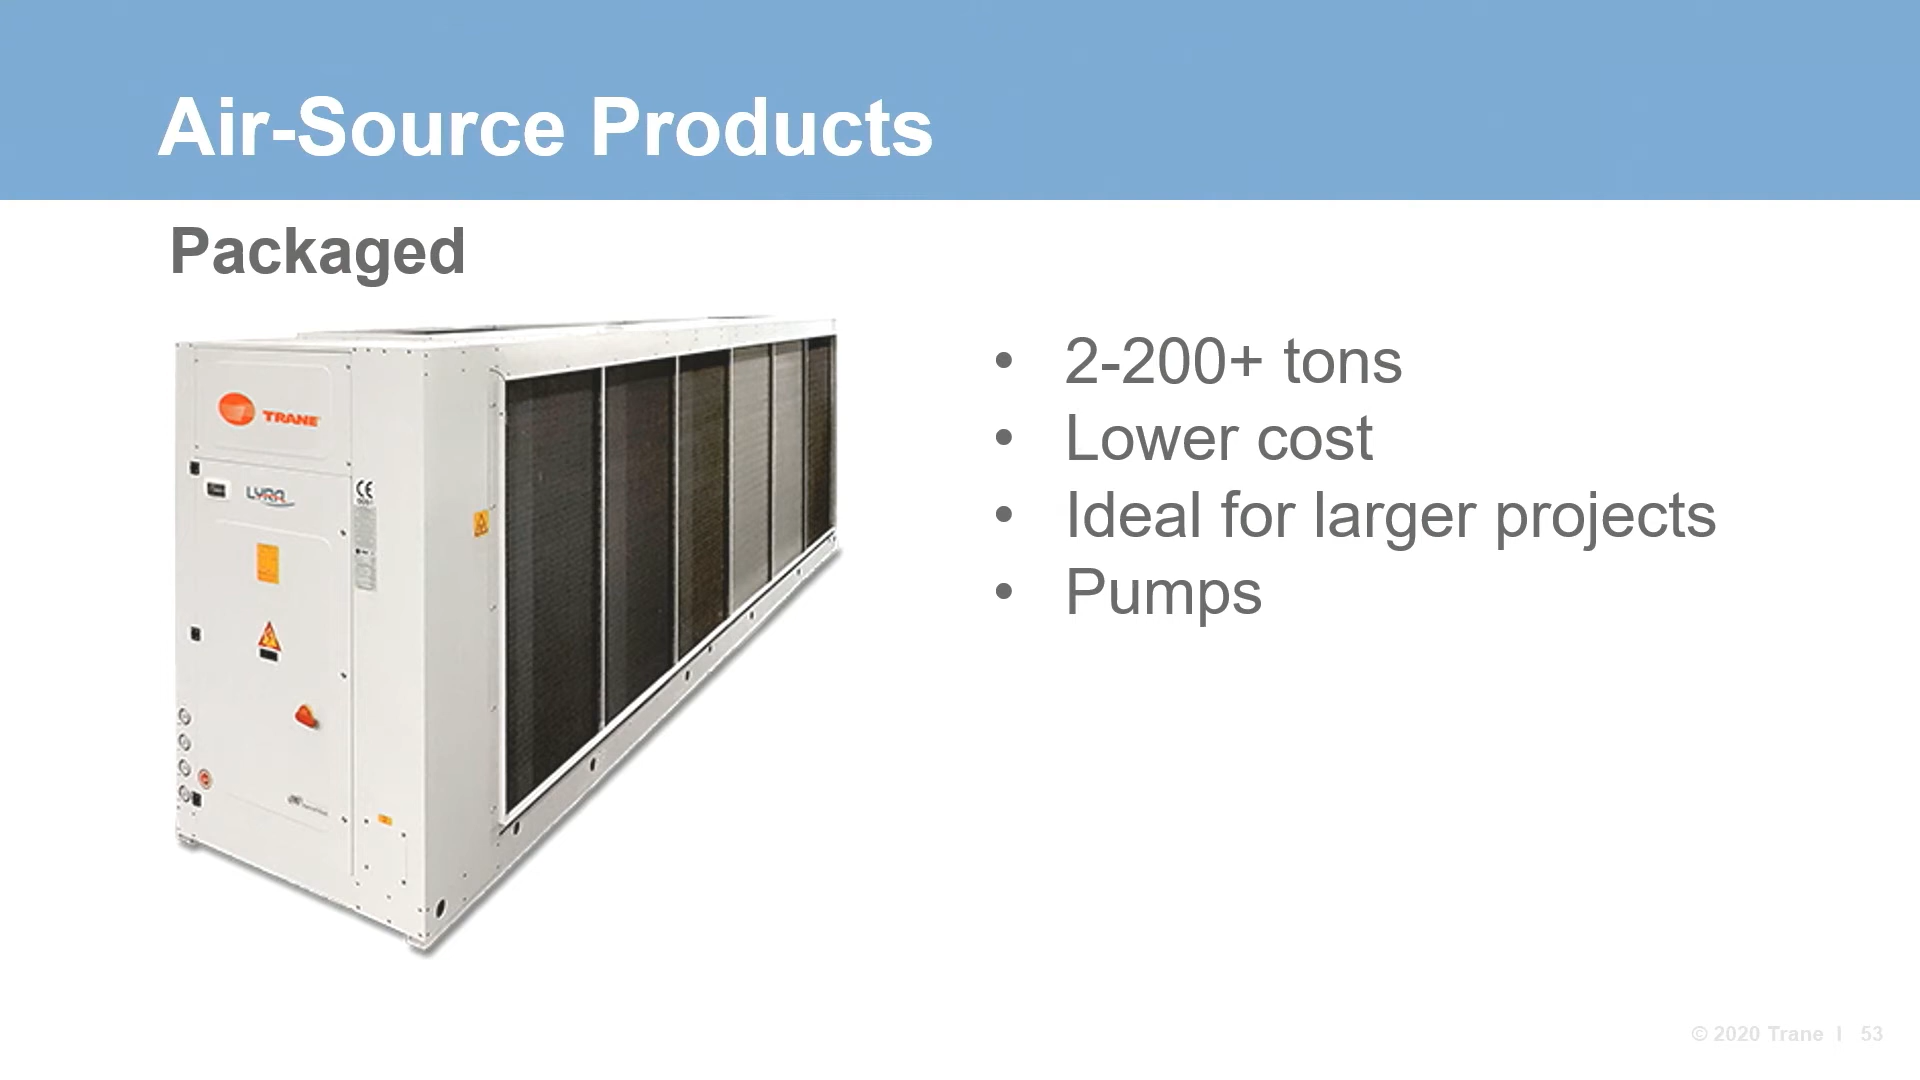 Air-Source Products
Packaged
TRANE
LYRA
CE
• 2-200+ tons
• Lower cost
• Ideal for larger projects
• Pumps
© 2020 Trane | 53